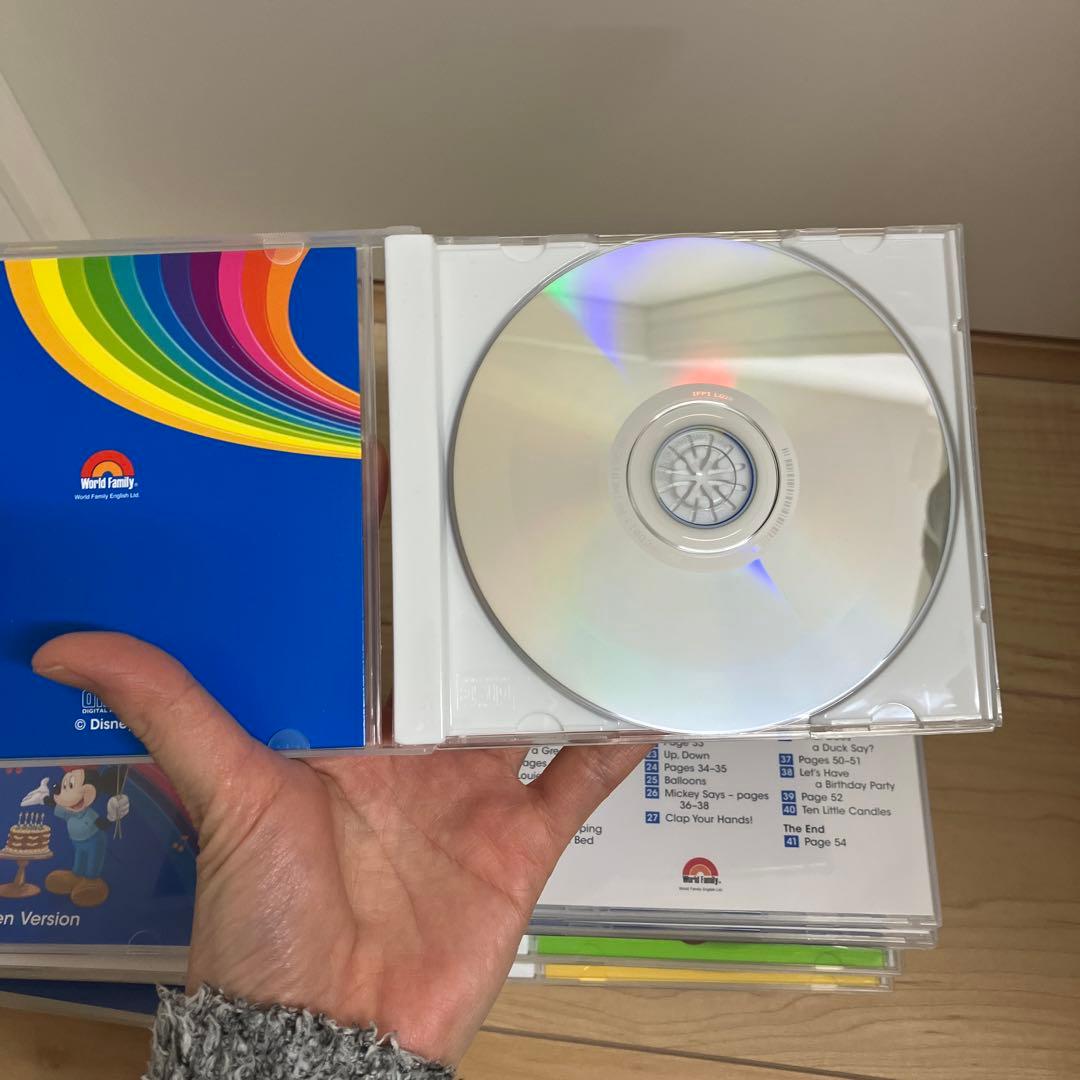 World Family®
World Family English Ltd.
© Disney
en Version
IFPI
a Gre
ages
Louie
ping
Bed
Page 33
23 Up, Down
24 Pages 34–35
25 Balloons
26 Mickey Says – pages
36–38
27 Clap Your Hands!
a Duck Say?
37 Pages 50–51
38 Let's Have
a Birthday Party
39 Page 52
40 Ten Little Candles
The End
41 Page 54
World Family®
World Family English Ltd.